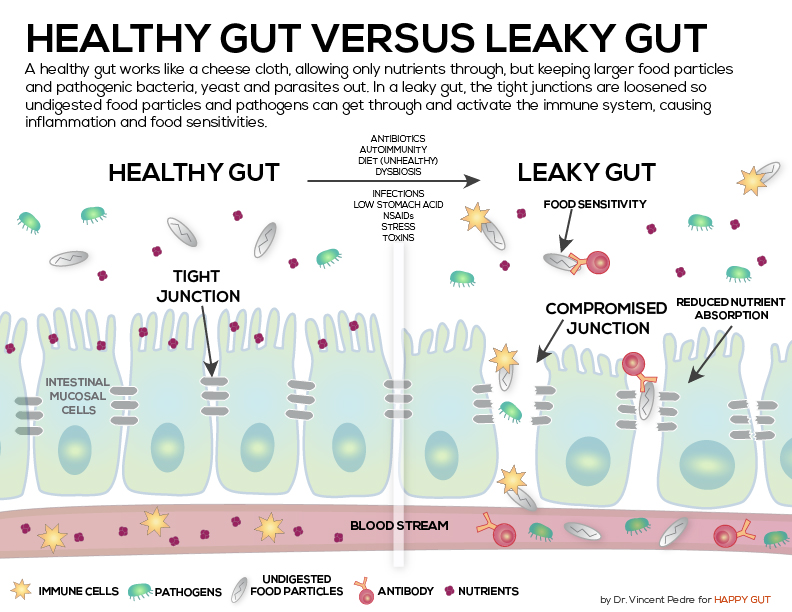 HEALTHY GUT VERSUS LEAKY GUT
A healthy gut works like a cheese cloth, allowing only nutrients through, but keeping larger food particles
and pathogenic bacteria, yeast and parasites out. In a leaky gut, the tight junctions are loosened so
undigested food particles and pathogens can get through and activate the immune system, causing
inflammation and food sensitivities.
HEALTHY GUT
ANTIBIOTICS
AUTOIMMUNITY
DIET (UNHEALTHY)
DYSBIOSIS
INFECTIONS
LOW STOMACH ACID
NSAIDs
STRESS
TOXINS
LEAKY GUT
FOOD SENSITIVITY
TIGHT
JUNCTION
COMPROMISED
JUNCTION
REDUCED NUTRIENT
ABSORPTION
INTESTINAL
MUCOSAL
CELLS
BLOOD STREAM
IMMUNE CELLS
PATHOGENS
UNDIGESTED
FOOD PARTICLES
ANTIBODY
NUTRIENTS
by Dr. Vincent Pedre for HAPPY GUT